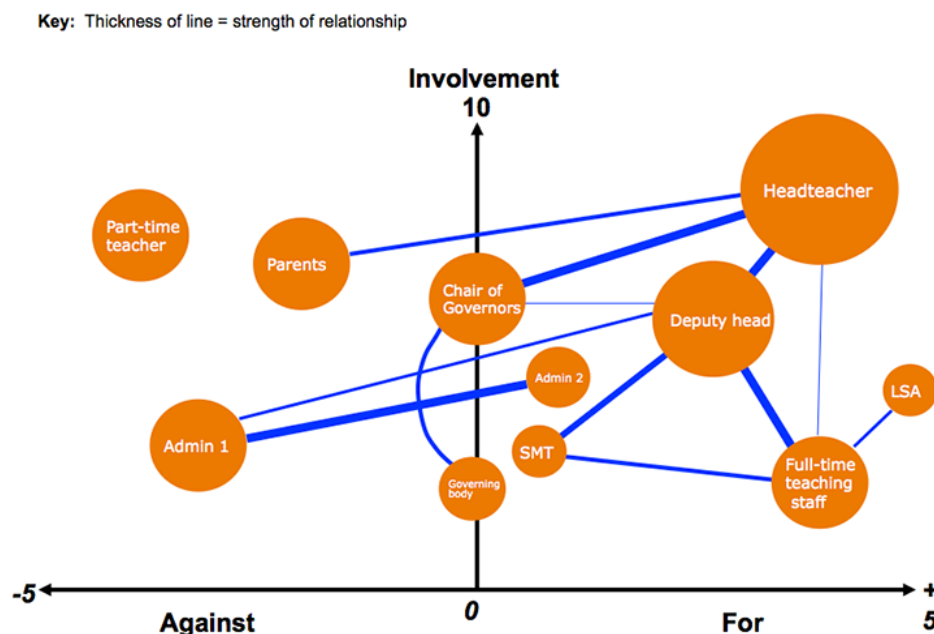 Key: Thickness of line = strength of relationship
Involvement
10
Headteacher
Part-time
teacher
Parents
Chair of
Governors
Deputy head
Admin 2
LSA
Admin 1
SMT
Full-time
teaching
staff
Governing
body
-5
0
+
5
Against
For